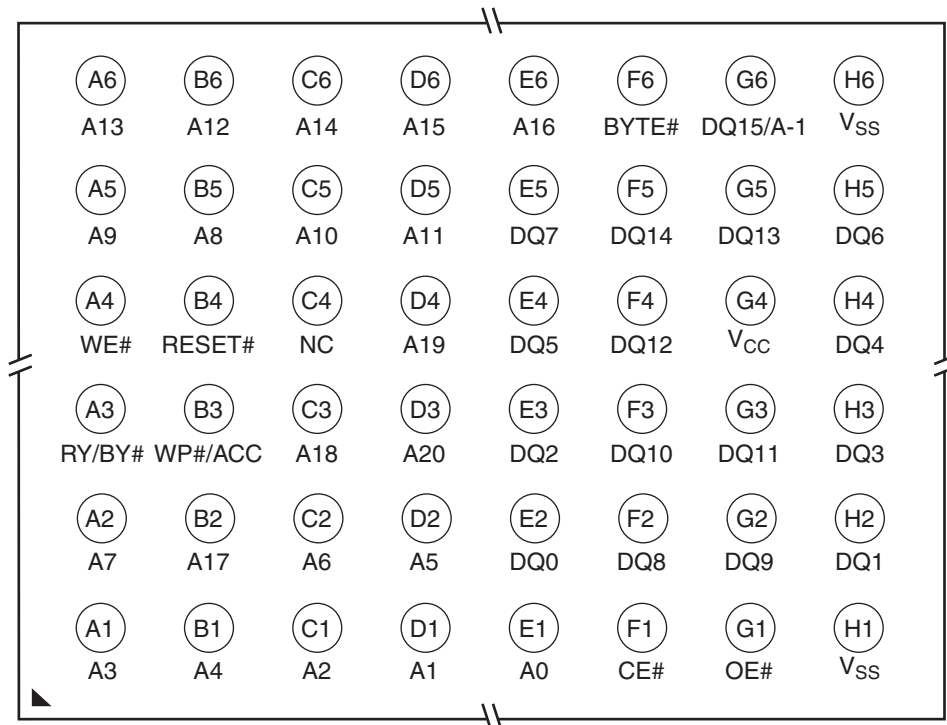 A6 B6 C6 D6 E6 F6 G6 H6
A13 A12 A14 A15 A16 BYTE# DQ15/A-1 VSS
A5 B5 C5 D5 E5 F5 G5 H5
A9 A8 A10 A11 DQ7 DQ14 DQ13 DQ6
A4 B4 C4 D4 E4 F4 G4 H4
WE# RESET# NC A19 DQ5 DQ12 VCC DQ4
A3 B3 C3 D3 E3 F3 G3 H3
RY/BY# WP#/ACC A18 A20 DQ2 DQ10 DQ11 DQ3
A2 B2 C2 D2 E2 F2 G2 H2
A7 A17 A6 A5 DQ0 DQ8 DQ9 DQ1
A1 B1 C1 D1 E1 F1 G1 H1
A3 A4 A2 A1 A0 CE# OE# VSS